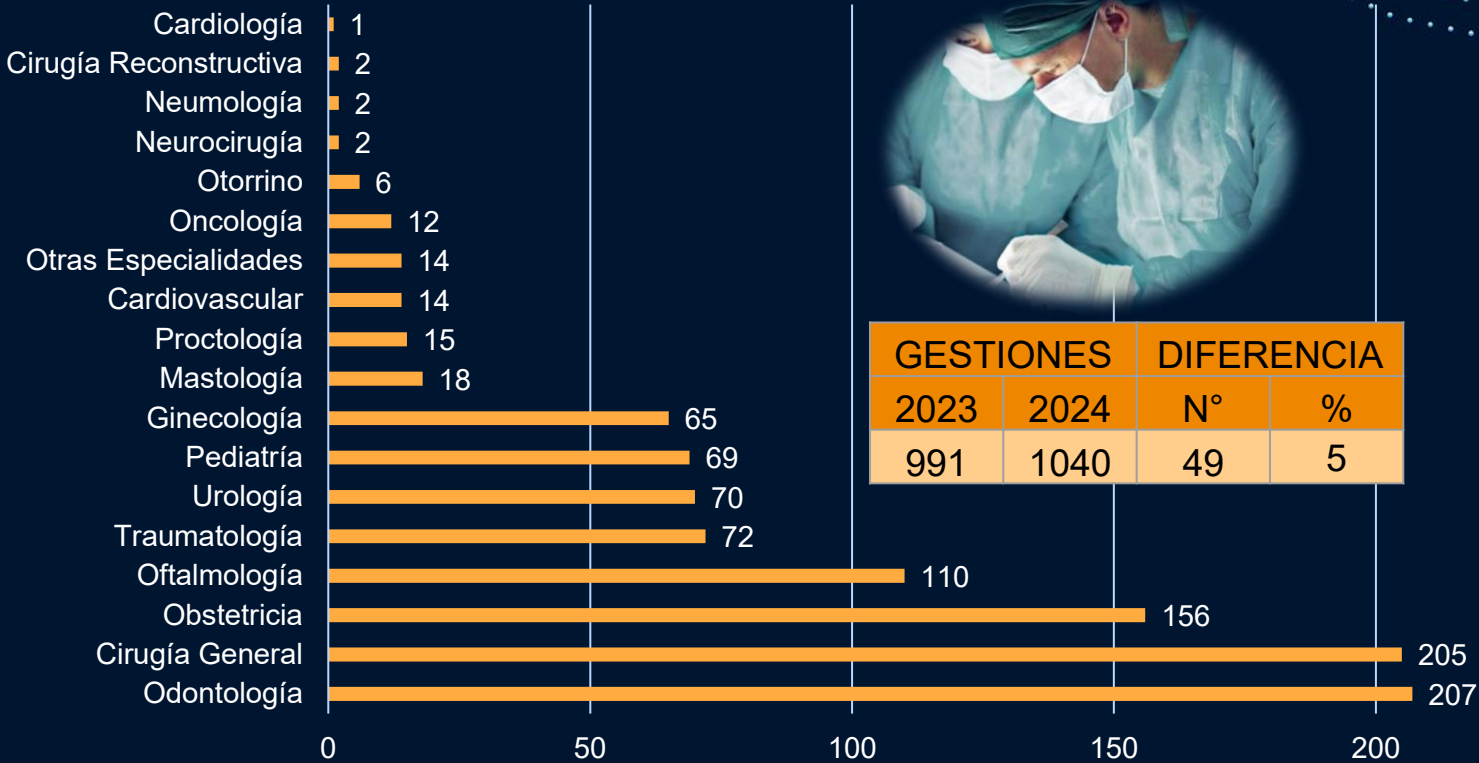 Cardiología 1
Cirugía Reconstructiva 2
Neumología 2
Neurocirugía 2
Otorrino 6
Oncología 12
Otras Especialidades 14
Cardiovascular 14
Proctología 15
Mastología 18
Ginecología 65
Pediatría 69
Urología 70
Traumatología 72
Oftalmología 110
Obstetricia 156
Cirugía General 205
Odontología 207
0 50 100 150 200
GESTIONES DIFERENCIA
2023 2024 N° %
991 1040 49 5